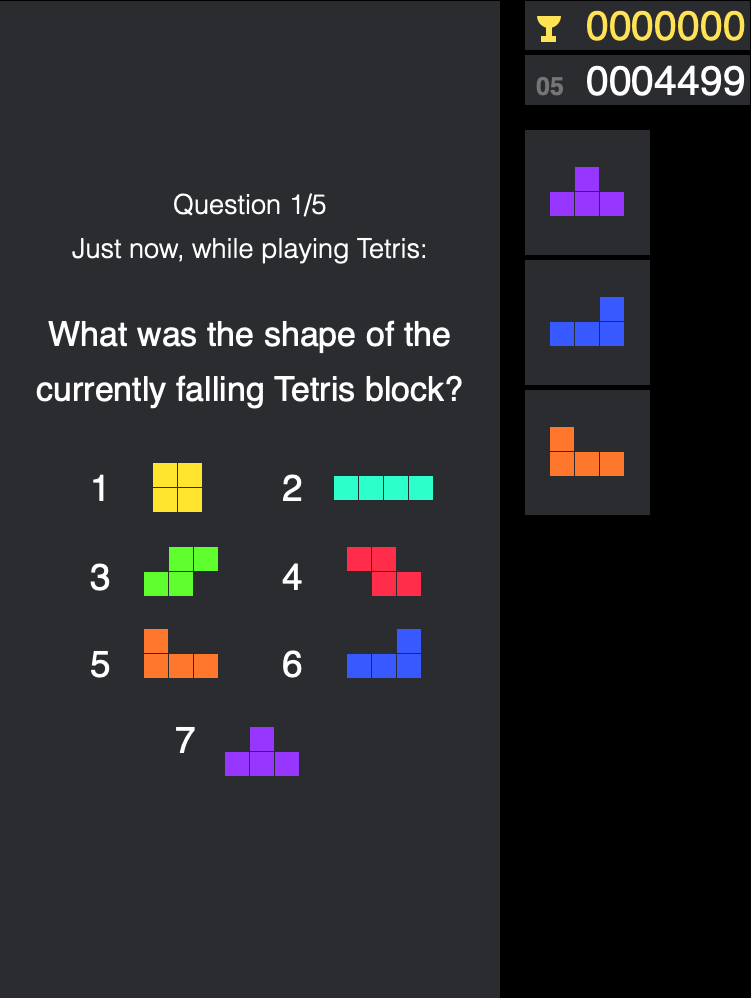 0000000
05 0004499
Question 1/5
Just now, while playing Tetris:
What was the shape of the
currently falling Tetris block?
1 2
3 4
5 6
7